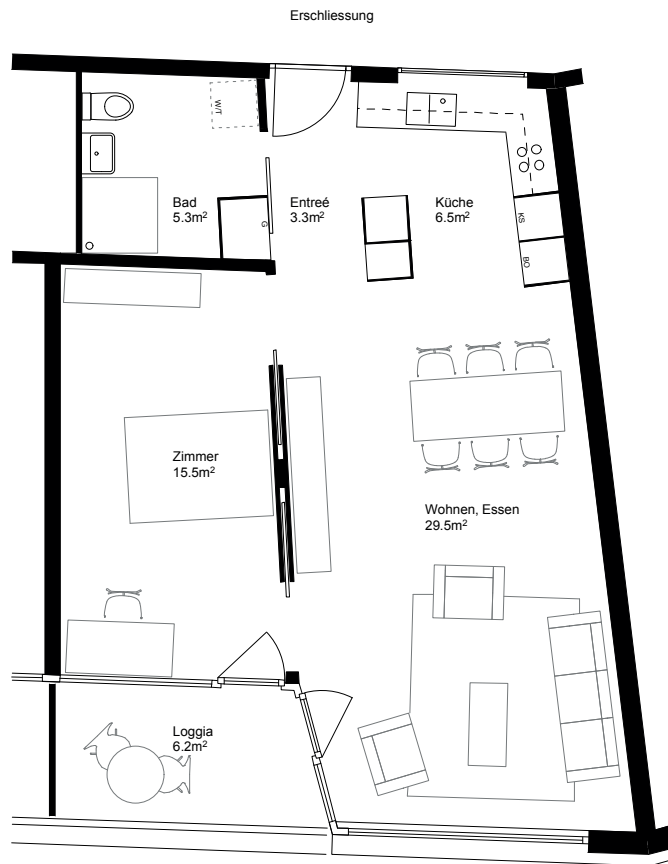 Erschliessung
W/T
Bad
5.3m²
G
Entreé
3.3m²
Küche
6.5m²
KS
BO
Zimmer
15.5m²
Wohnen, Essen
29.5m²
Loggia
6.2m²